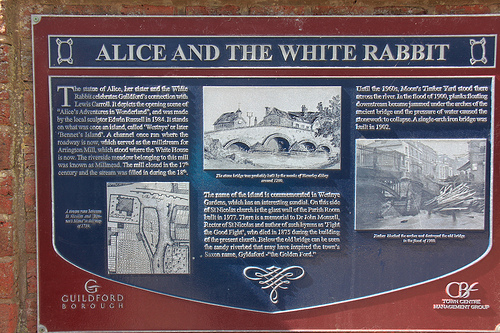 ALICE AND THE WHITE RABBIT
The statue of Alice, her sister and the White
Rabbit celebrates Guildford's connection with
Lewis Carroll. It depicts the opening scene of
"Alice's Adventures in Wonderland", and was made
by the local sculptor Edwin Russell in 1984. It stands
on what was once an island, called "Westnye" or later
"Bennet's Island". A channel once ran where the
roadway is now, which served as the millstream for
Artington Mill, which stood where the White House
is now. The riverside meadow belonging to this mill
was known as Millmead. The mill closed in the 17th
century and the stream was filled in during the 18th.
The stone bridge was probably built by the monks of Waverley Abbey
around 1200.
The name of the island is commemorated in Westnye
Gardens, which has an interesting sundial. On this side
of St Nicolas church is the glass wall of the Parish Room
built in 1977. There is a memorial to Dr John Monsell,
Rector of St Nicolas and author of such hymns as 'Fight
the Good Fight', who died in 1875 during the building
of the present church. Below the old bridge can be seen
the sandy riverbed that may have inspired the town's
Saxon name, Gyldeford -"the Golden Ford."
Until the 1960s, Moon's Timber Yard stood there
across the river. In the flood of 1900, planks floating
downstream became jammed under the arches of the
ancient bridge and the pressure of water caused the
stonework to collapse. A single-arch iron bridge was
built in 1902.
Timber blocked the arches and destroyed the old bridge
in the flood of 1900.
GUILDFORD
BOROUGH
TOWN CENTRE
MANAGEMENT GROUP